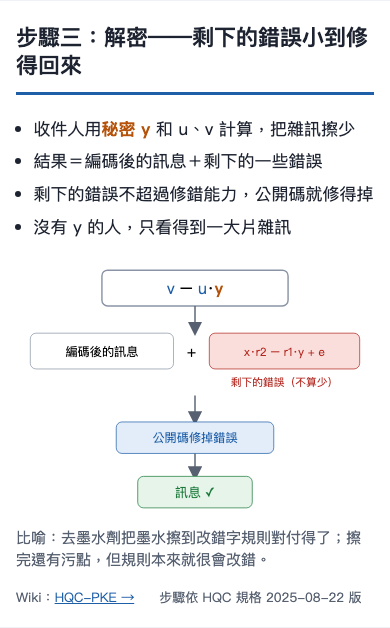 步驟三：解密——剩下的錯誤小到修
得回來
• 收件人用秘密 y 和 u、v 計算，把雜訊擦少
• 結果＝編碼後的訊息＋剩下的一些錯誤
• 剩下的錯誤不超過修錯能力，公開碼就修得掉
• 沒有 y 的人，只看得到一大片雜訊
v − u·y
編碼後的訊息 + x·r2 − r1·y + e
剩下的錯誤（不算少）
公開碼修掉錯誤
訊息 ✓
比喻：去墨水劑把墨水擦到改錯字規則對付得了；擦
完還有污點，但規則本來就很會改錯。
Wiki：HQC-PKE → 步驟依 HQC 規格 2025-08-22 版